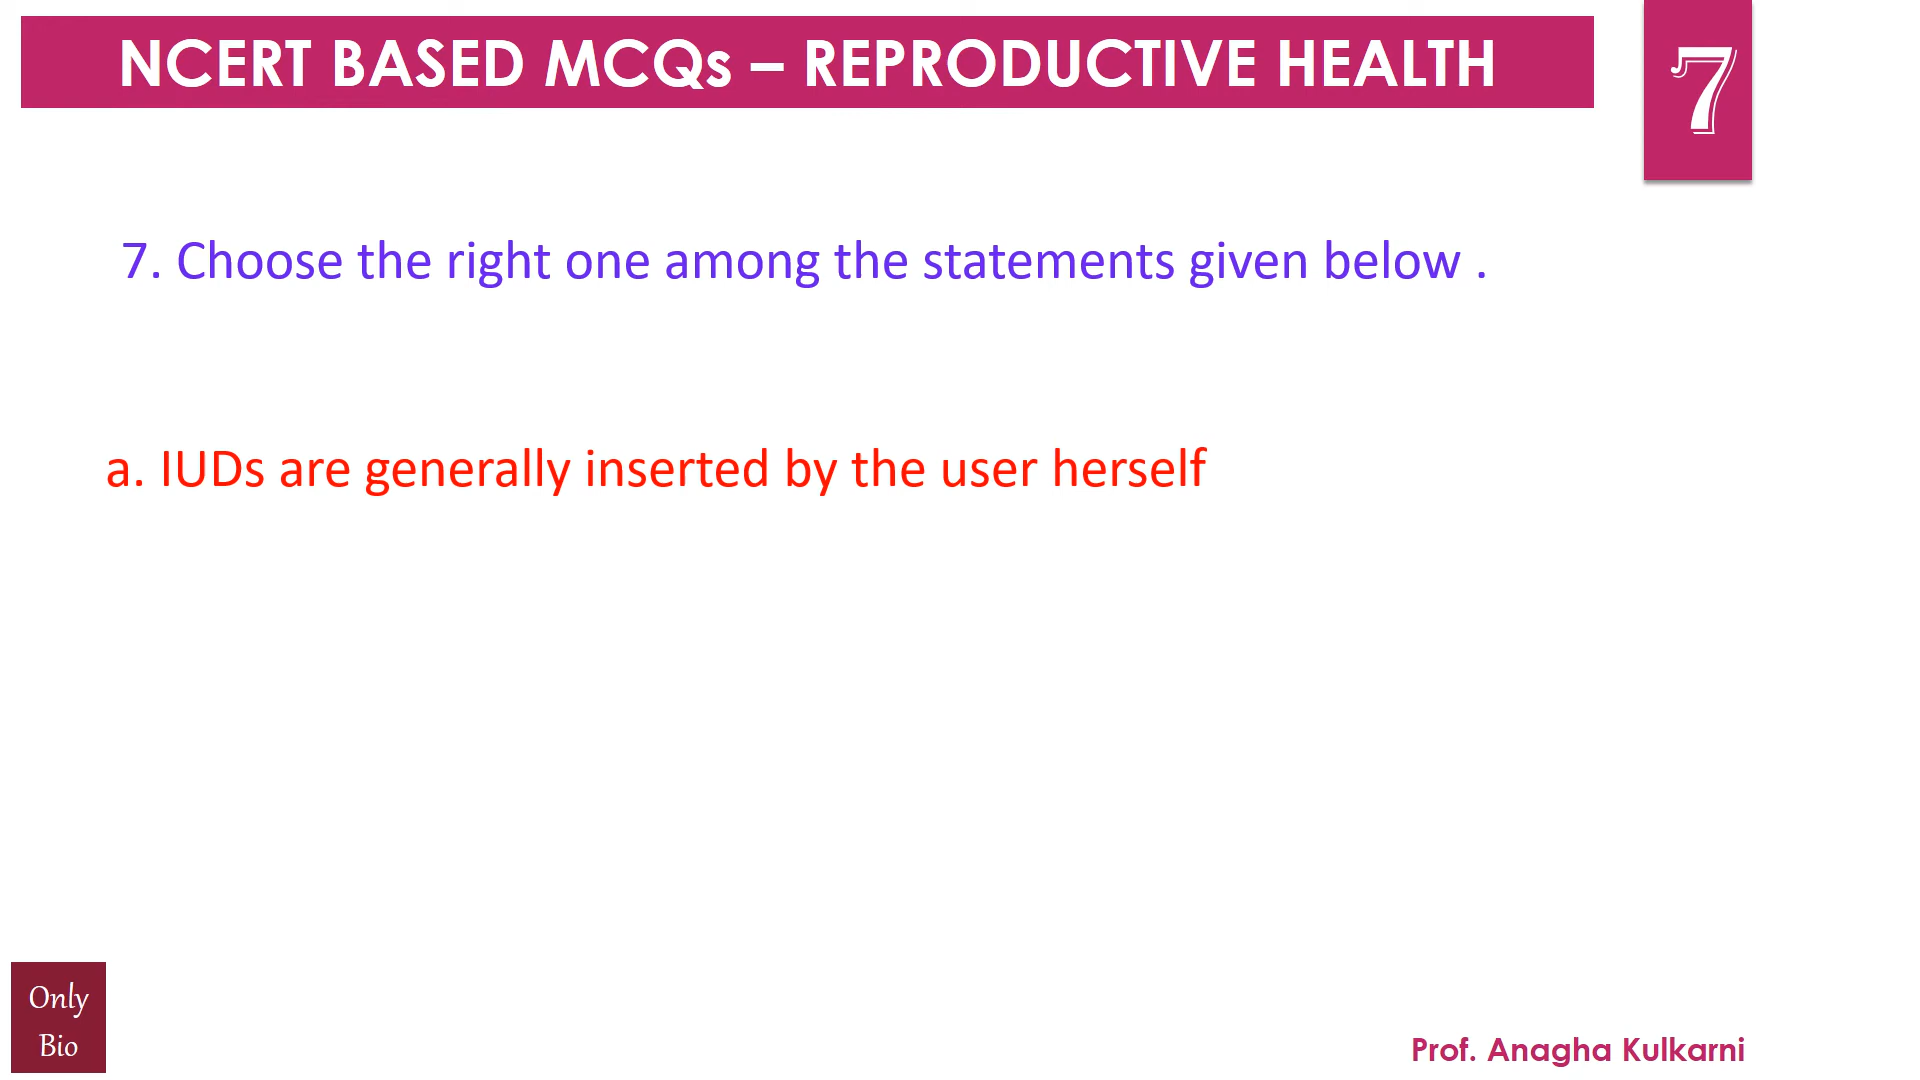 NCERT BASED MCQs – REPRODUCTIVE HEALTH
7
7. Choose the right one among the statements given below .
a. IUDs are generally inserted by the user herself
Only
Bio
Prof. Anagha Kulkarni